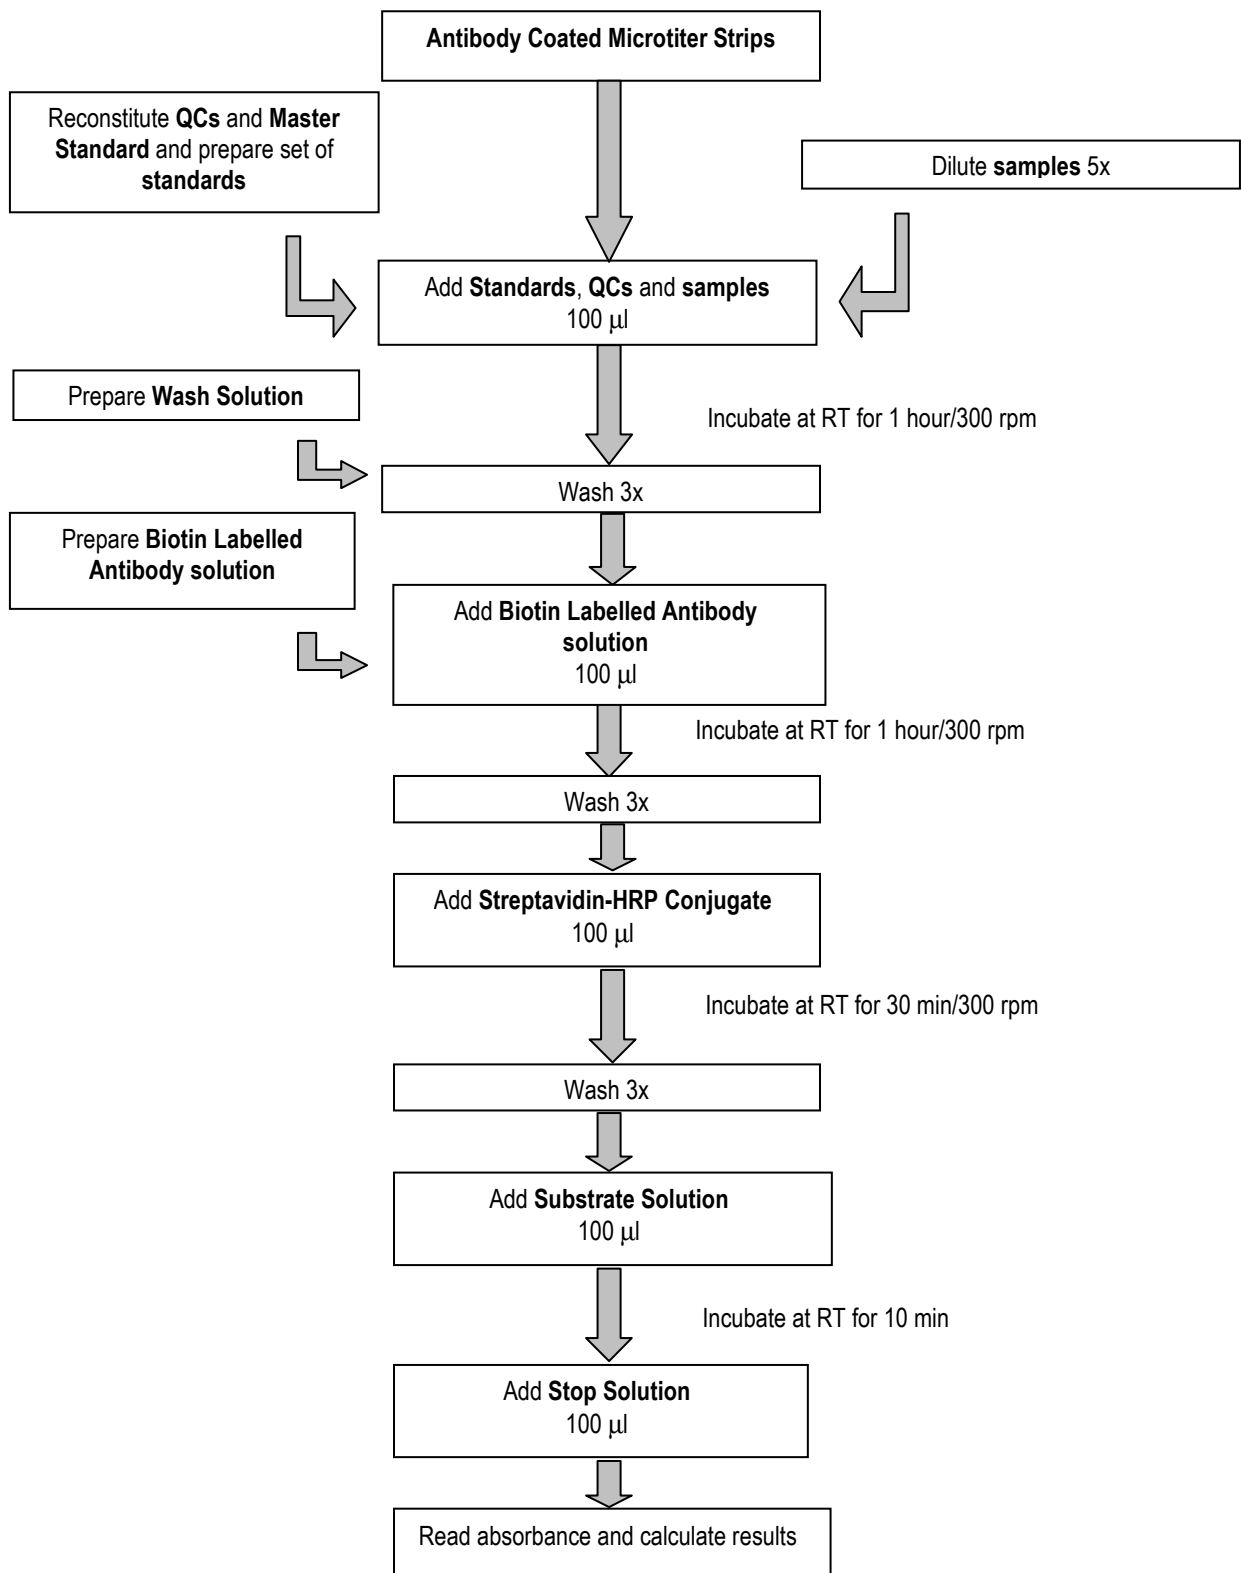 Antibody Coated Microtiter Strips
Reconstitute QCs and Master
Standard and prepare set of
standards
Dilute samples 5x
Add Standards, QCs and samples
100 μl
Prepare Wash Solution
Incubate at RT for 1 hour/300 rpm
Wash 3x
Prepare Biotin Labelled
Antibody solution
Add Biotin Labelled Antibody
solution
100 μl
Incubate at RT for 1 hour/300 rpm
Wash 3x
Add Streptavidin-HRP Conjugate
100 μl
Incubate at RT for 30 min/300 rpm
Wash 3x
Add Substrate Solution
100 μl
Incubate at RT for 10 min
Add Stop Solution
100 μl
Read absorbance and calculate results